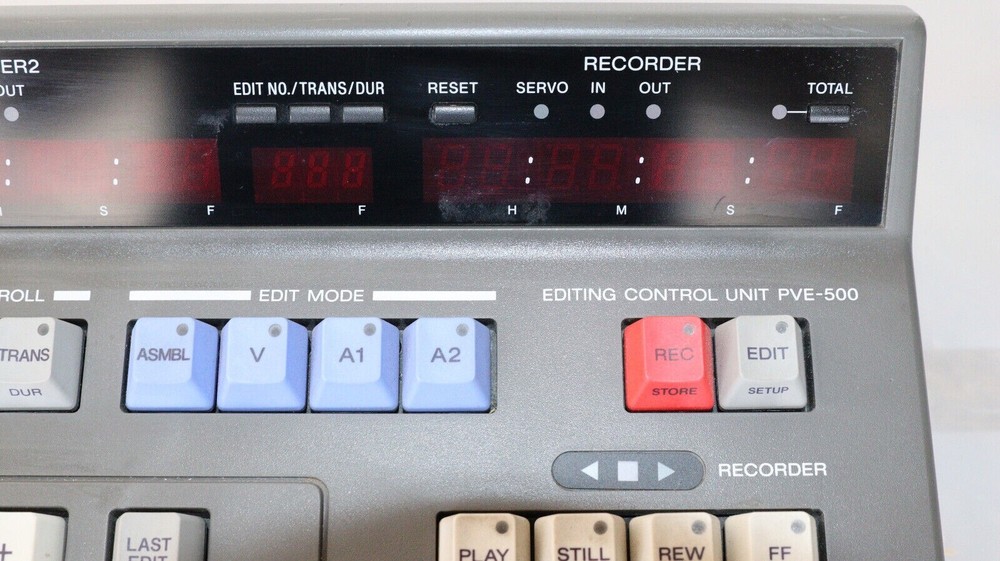 ER2
OUT
EDIT NO./TRANS/DUR
RESET
RECORDER
SERVO IN OUT
TOTAL
S F
F
H M S F
ROLL
EDIT MODE
EDITING CONTROL UNIT PVE-500
TRANS
DUR
ASMBL
V
A1
A2
REC
STORE
EDIT
SETUP
RECORDER
+
LAST
EDIT
PLAY
STILL
REW
FF